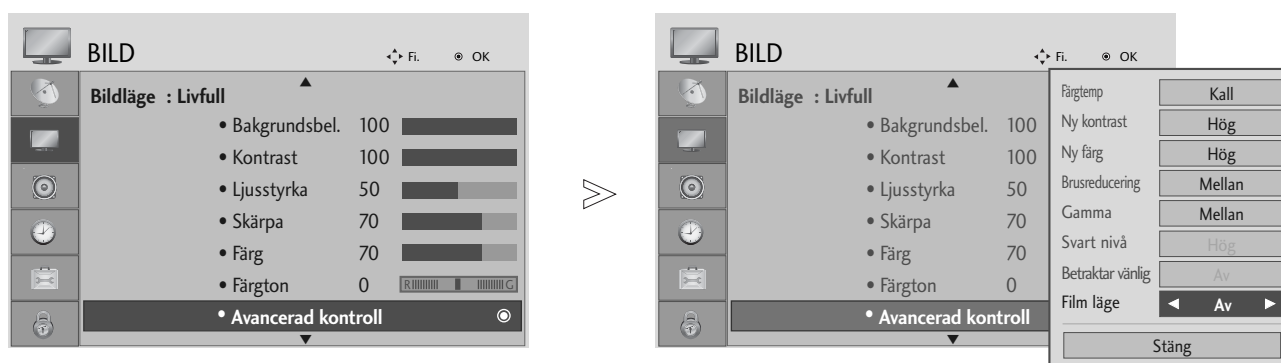 BILD
Fi. OK
Bildläge : Livfull
• Bakgrundsbel. 100
• Kontrast 100
• Ljusstyrka 50
• Skärpa 70
• Färg 70
• Färgton 0 R G
• Avancerad kontroll
BILD
Fi. OK
Bildläge : Livfull
• Bakgrundsbel. 100
• Kontrast 100
• Ljusstyrka 50
• Skärpa 70
• Färg 70
• Färgton 0
• Avancerad kontroll
Färgtemp Kall
Ny kontrast Hög
Ny färg Hög
Brusreducering Mellan
Gamma Mellan
Svart nivå Hög
Betraktar vänlig Av
Film läge Av
Stäng